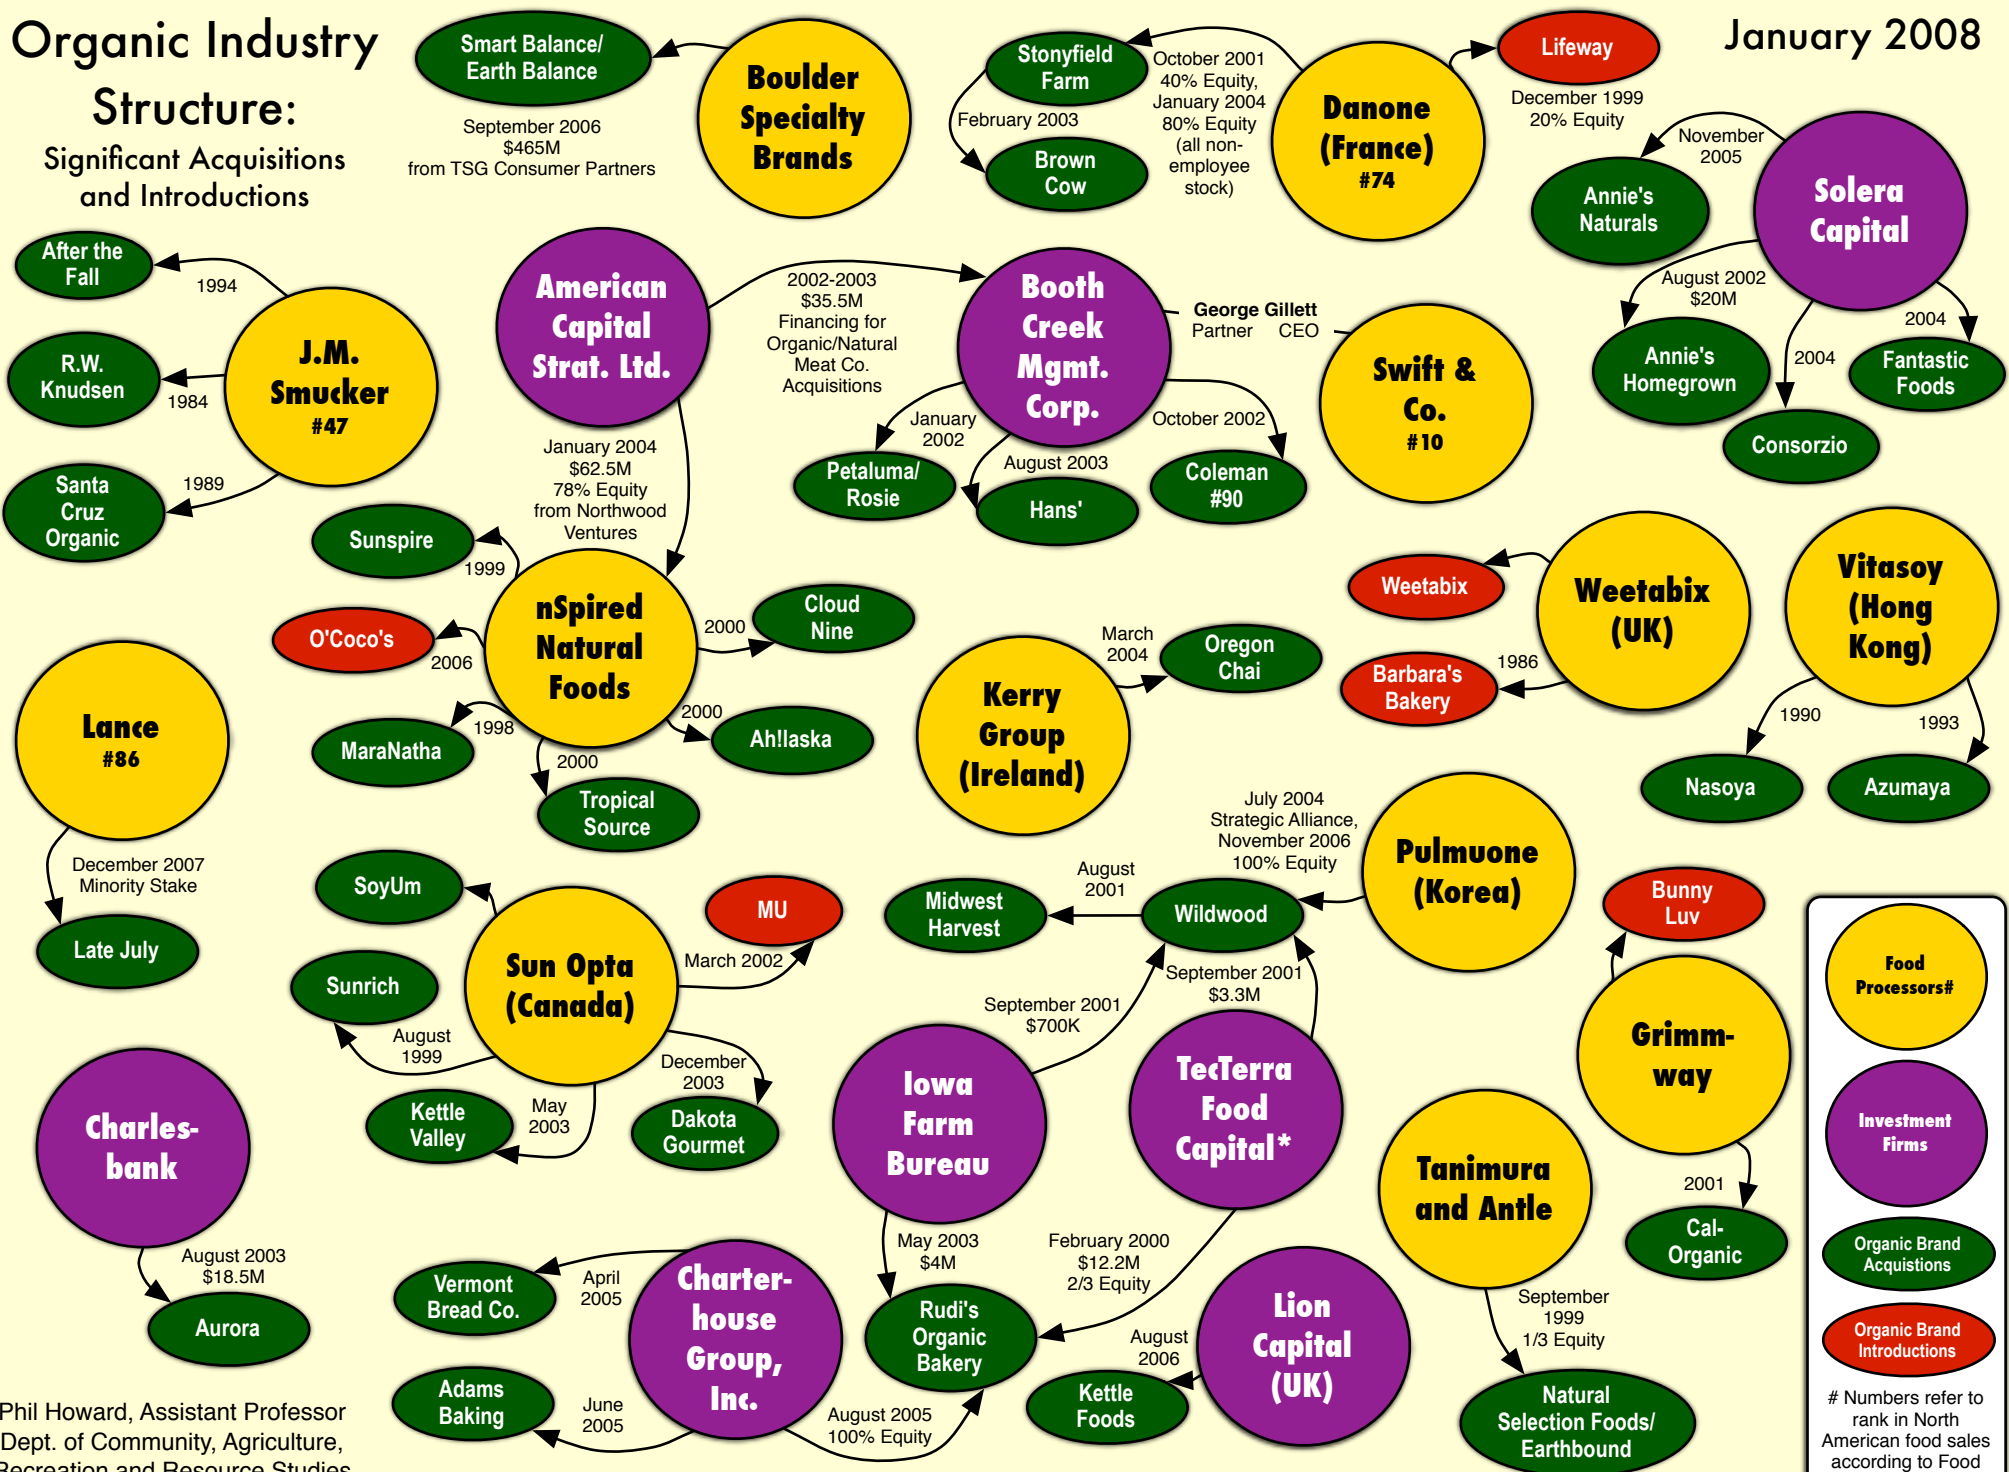 Organic Industry
Structure:
Significant Acquisitions
and Introductions
January 2008
Smart Balance/
Earth Balance
September 2006
$465M
from TSG Consumer Partners
Boulder
Specialty
Brands
Stonyfield
Farm
February 2003
Brown
Cow
October 2001
40% Equity,
January 2004
80% Equity
(all non-
employee
stock)
Danone
(France)
#74
Lifeway
December 1999
20% Equity
November
2005
Annie's
Naturals
Solera
Capital
August 2002
$20M
Annie's
Homegrown
2004
Consorzio
2004
Fantastic
Foods
After the
Fall
1994
R.W.
Knudsen
1984
J.M.
Smucker
#47
Santa
Cruz
Organic
1989
American
Capital
Strat. Ltd.
2002-2003
$35.5M
Financing for
Organic/Natural
Meat Co.
Acquisitions
Booth
Creek
Mgmt.
Corp.
George Gillett
Partner CEO
Swift &
Co.
#10
January
2002
Petaluma/
Rosie
August 2003
Hans'
October 2002
Coleman
#90
January 2004
$62.5M
78% Equity
from Northwood
Ventures
Sunspire
1999
O'Coco's
2006
nSpired
Natural
Foods
2000
Cloud
Nine
MaraNatha
1998
2000
Tropical
Source
2000
Ah!laska
Kerry
Group
(Ireland)
March
2004
Oregon
Chai
Weetabix
Weetabix
(UK)
Barbara's
Bakery
1986
Vitasoy
(Hong
Kong)
1990
Nasoya
1993
Azumaya
Lance
#86
December 2007
Minority Stake
Late July
SoyUm
Sunrich
August
1999
Sun Opta
(Canada)
MU
March 2002
Kettle
Valley
May
2003
December
2003
Dakota
Gourmet
Midwest
Harvest
August
2001
Wildwood
July 2004
Strategic Alliance,
November 2006
100% Equity
Pulmuone
(Korea)
September 2001
$700K
September 2001
$3.3M
Iowa
Farm
Bureau
TecTerra
Food
Capital*
Bunny
Luv
Grimm-
way
2001
Cal-
Organic
Tanimura
and Antle
September
1999
1/3 Equity
Natural
Selection Foods/
Earthbound
Charles-
bank
August 2003
$18.5M
Aurora
Vermont
Bread Co.
April
2005
Charter-
house
Group,
Inc.
Adams
Baking
June
2005
August 2005
100% Equity
May 2003
$4M
Rudi's
Organic
Bakery
February 2000
$12.2M
2/3 Equity
August
2006
Kettle
Foods
Lion
Capital
(UK)
Food
Processors#
Investment
Firms
Organic Brand
Acquistions
Organic Brand
Introductions
# Numbers refer to
rank in North
American food sales
according to Food
Phil Howard, Assistant Professor
Dept. of Community, Agriculture,
Recreation and Resource Studies